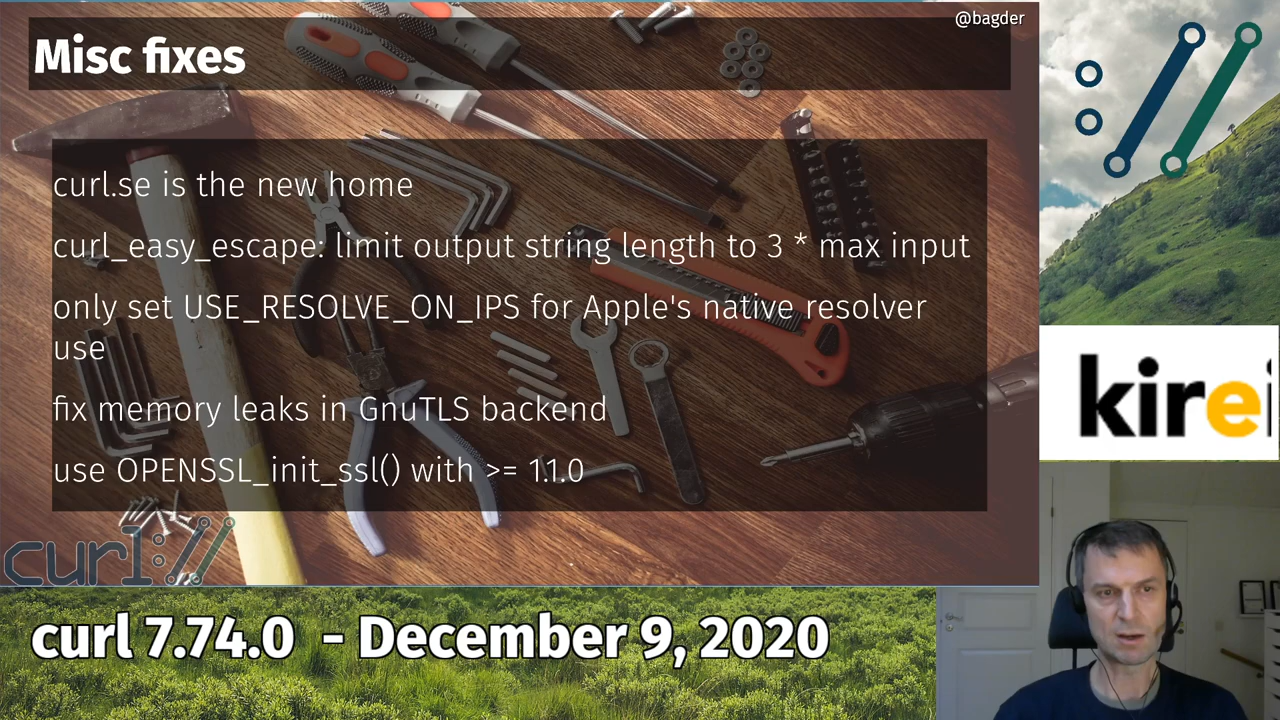 @bagder
Misc fixes
curl.se is the new home
curl_easy_escape: limit output string length to 3 * max input
only set USE_RESOLVE_ON_IPS for Apple's native resolver
use
fix memory leaks in GnuTLS backend
use OPENSSL_init_ssl() with >= 1.1.0
curl://
kirei
curl 7.74.0 - December 9, 2020